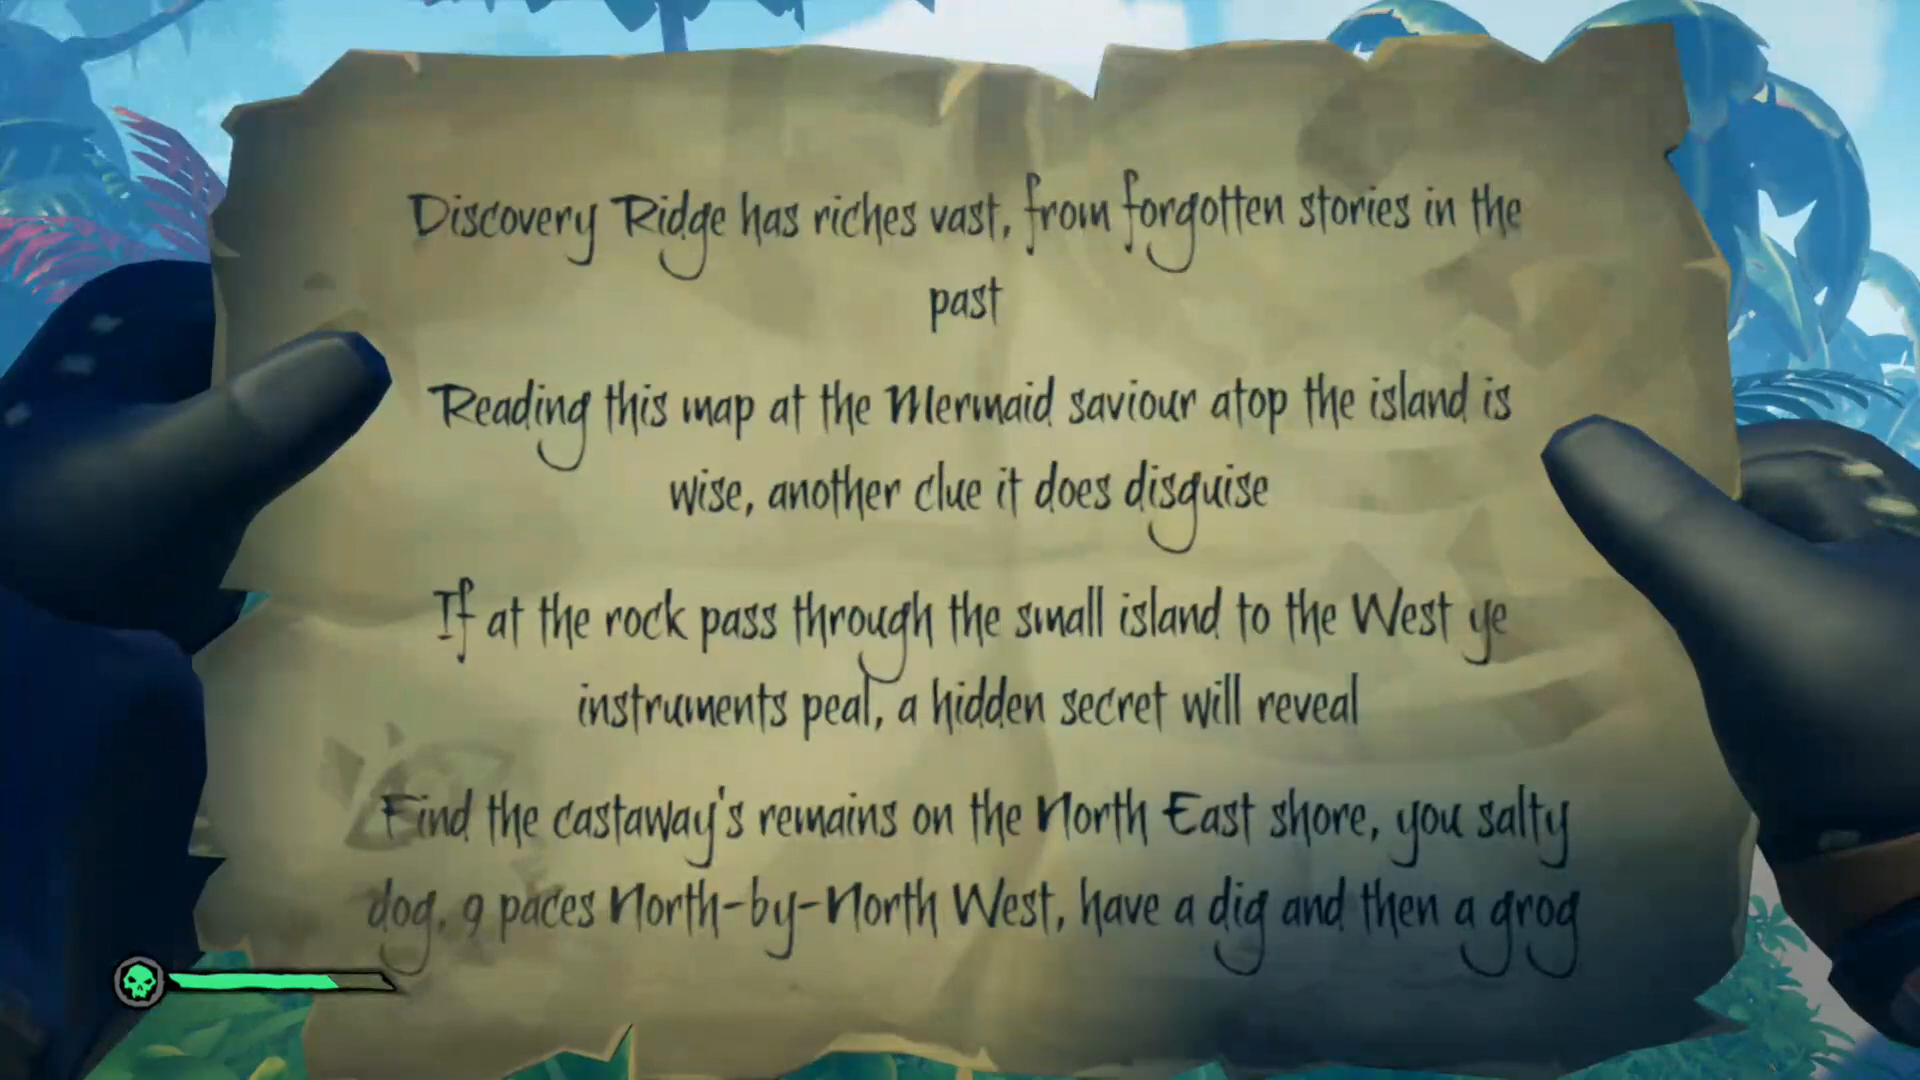 Discovery Ridge has riches vast, from forgotten stories in the
past
Reading this map at the Mermaid saviour atop the island is
wise, another clue it does disguise
If at the rock pass through the small island to the West ye
instruments peal, a hidden secret will reveal
Find the castaway's remains on the North East shore, you salty
dog, 9 paces North-by-North West, have a dig and then a grog